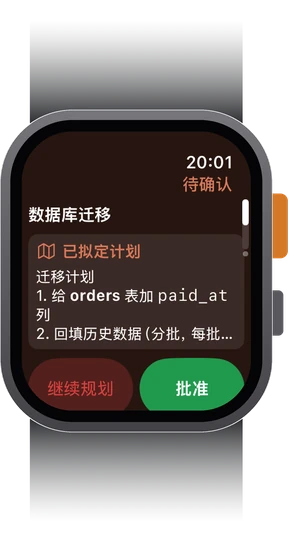 20:01
待确认
数据库迁移
已拟定计划
迁移计划
1. 给 orders 表加 paid_at
列
2. 回填历史数据（分批，每批…
继续规划
批准